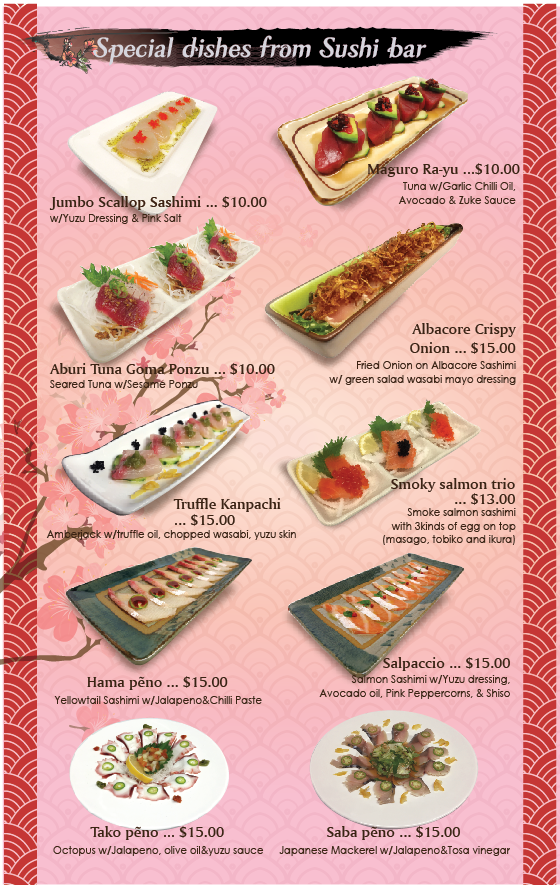 Special dishes from Sushi bar
Jumbo Scallop Sashimi ... $10.00
w/Yuzu Dressing & Pink Salt
Maguro Ra-yu ...$10.00
Tuna w/Garlic Chilli Oil,
Avocado & Zuke Sauce
Aburi Tuna Goma Ponzu ... $10.00
Seared Tuna w/Sesame Ponzu
Albacore Crispy
Onion ... $15.00
Fried Onion on Albacore Sashimi
w/ green salad wasabi mayo dressing
Truffle Kanpachi
... $15.00
Amberjack w/truffle oil, chopped wasabi, yuzu skin
Smoky salmon trio
... $13.00
Smoke salmon sashimi
with 3kinds of egg on top
(masago, tobiko and ikura)
Hama pẽno ... $15.00
Yellowtail Sashimi w/Jalapeno&Chilli Paste
Salpaccio ... $15.00
Salmon Sashimi w/Yuzu dressing,
Avocado oil, Pink Peppercorns, & Shiso
Tako pẽno ... $15.00
Octopus w/Jalapeno, olive oil&yuzu sauce
Saba pẽno ... $15.00
Japanese Mackerel w/Jalapeno&Tosa vinegar